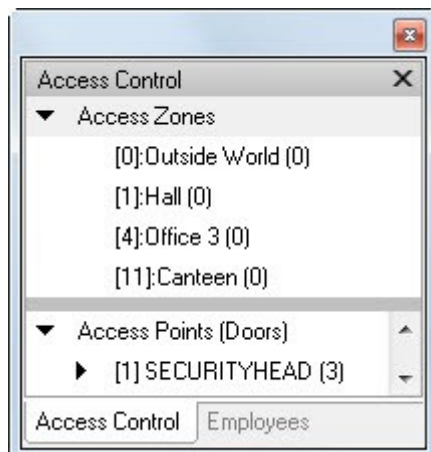 Access Control
Access Zones
[0]:Outside World (0)
[1]:Hall (0)
[4]:Office 3 (0)
[11]:Canteen (0)
Access Points (Doors)
[1] SECURITYHEAD (3)
Access Control Employees